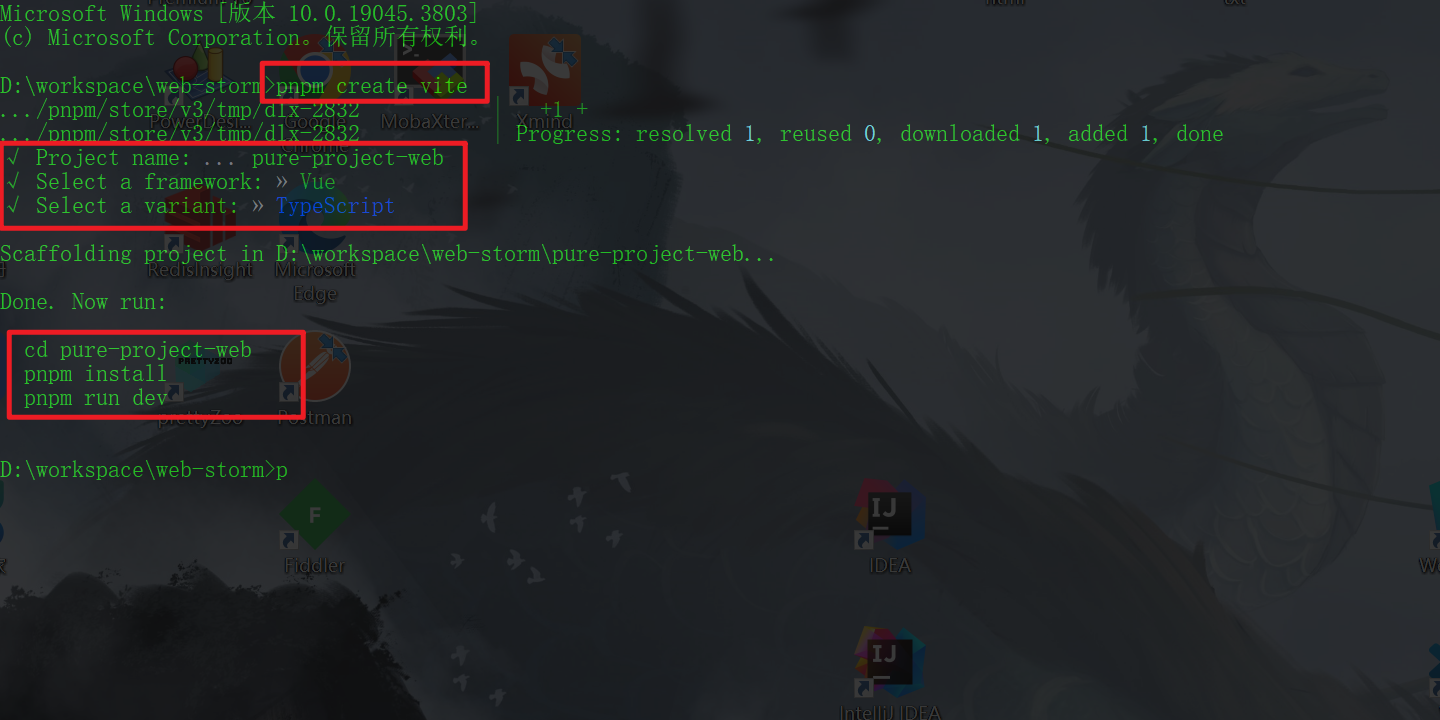 Microsoft Windows [版本 10.0.19045.3803]
(c) Microsoft Corporation。保留所有权利。
D:\workspace\web-storm>pnpm create vite
.../pnpm/store/v3/tmp/dlx-2832 | +1 +
.../pnpm/store/v3/tmp/dlx-2832 | Progress: resolved 1, reused 0, downloaded 1, added 1, done
√ Project name: ... pure-project-web
√ Select a framework: » Vue
√ Select a variant: » TypeScript
Scaffolding project in D:\workspace\web-storm\pure-project-web...
Done. Now run:
cd pure-project-web
pnpm install
pnpm run dev
D:\workspace\web-storm>p
PowerDesi...
Google
Chrome
MobaXter...
Xmind
RedisInsight
Microsoft
Edge
PRETTYZOO
prettyZoo
Postman
F
Fiddler
IJ
IDEA
IJ
IntelliJ IDEA